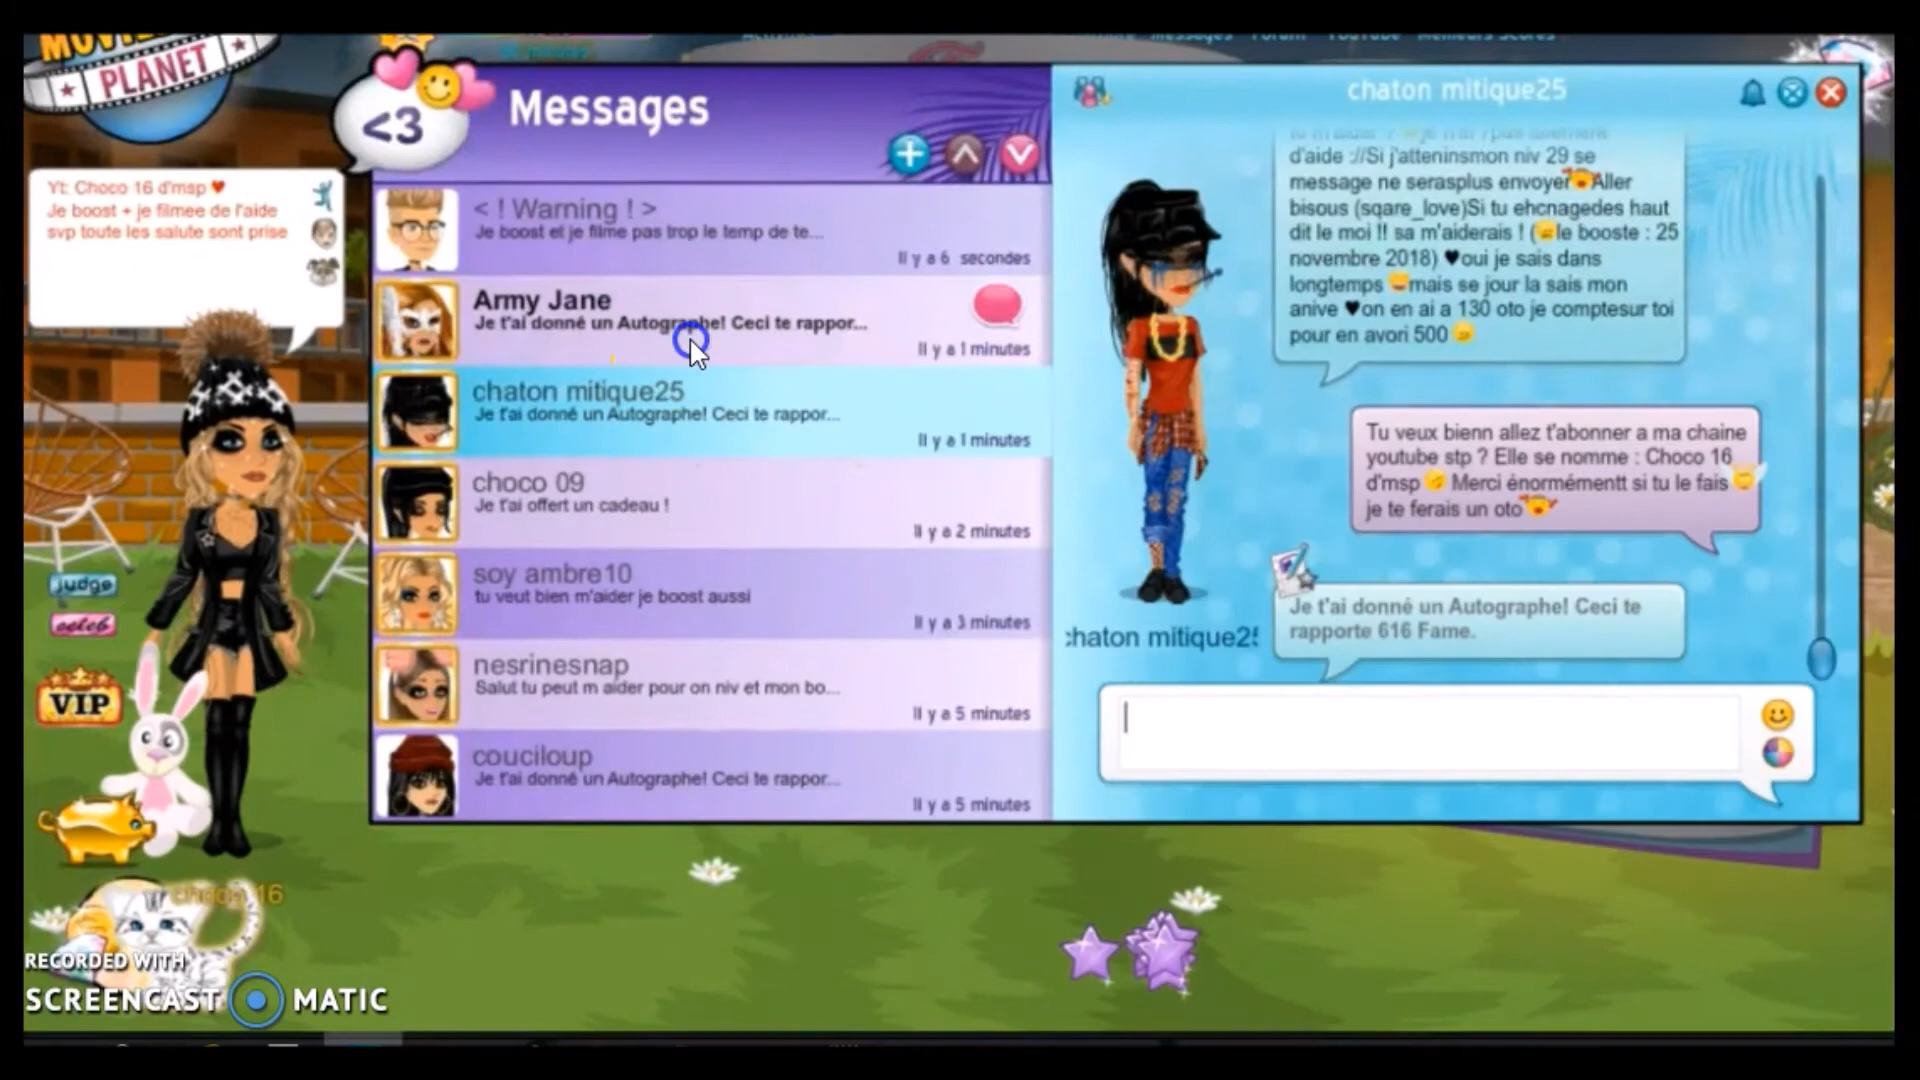 PLANET
Messages Forum YouTube Meilleurs Scores
<3
Messages
chaton mitique25
Yt: Choco 16 d'msp ♥
Je boost + je filmee de l'aide
svp toute les salute sont prise
< ! Warning ! >
Je boost et je filme pas trop le temp de te...
Il y a 6 secondes
Army Jane
Je t'ai donné un Autographe! Ceci te rappor...
Il y a 1 minutes
chaton mitique25
Je t'ai donné un Autographe! Ceci te rappor...
Il y a 1 minutes
choco 09
Je t'ai offert un cadeau !
Il y a 2 minutes
soy ambre10
tu veut bien m'aider je boost aussi
Il y a 3 minutes
nesrinesnap
Salut tu peut m aider pour on niv et mon bo...
Il y a 5 minutes
couciloup
Je t'ai donné un Autographe! Ceci te rappor...
Il y a 5 minutes
d'aide ://Si j'atteninsmon niv 29 se
message ne serasplus envoyer Aller
bisous (sqare_love)Si tu ehcnagedes haut
dit le moi !! sa m'aiderais ! ( le booste : 25
novembre 2018) ♥oui je sais dans
longtemps mais se jour la sais mon
anive ♥on en ai a 130 oto je comptesur toi
pour en avori 500
Tu veux bienn allez t'abonner a ma chaine
youtube stp ? Elle se nomme : Choco 16
d'msp Merci énormémentt si tu le fais
je te ferais un oto
Je t'ai donné un Autographe! Ceci te
rapporte 616 Fame.
chaton mitique25
judge
celeb
VIP
choco 16
RECORDED WITH
SCREENCAST MATIC